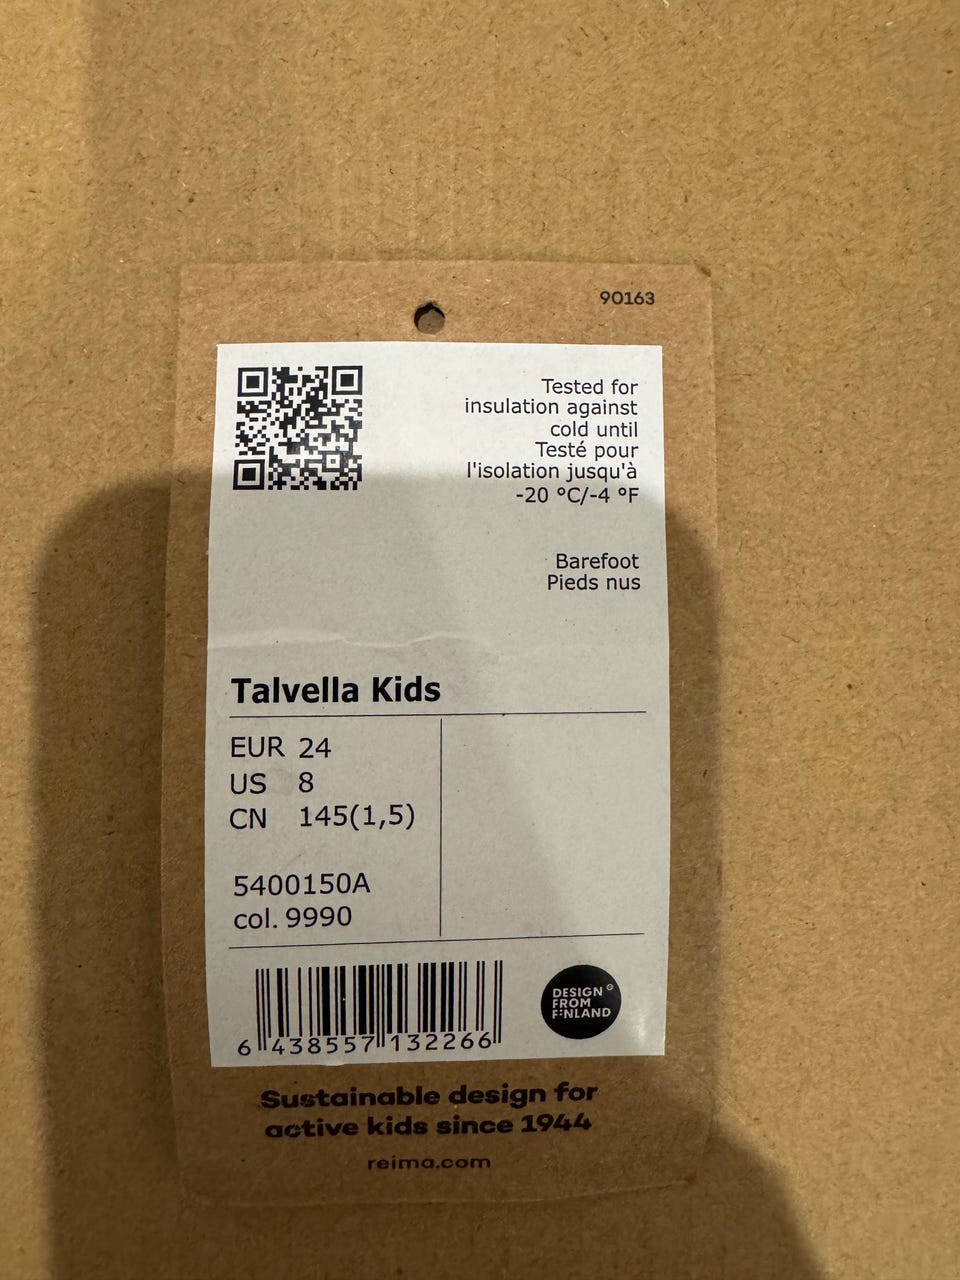 90163
Tested for
insulation against
cold until
Testé pour
l'isolation jusqu'à
-20 °C/-4 °F
Barefoot
Pieds nus
Talvella Kids
EUR 24
US 8
CN 145(1,5)
5400150A
col. 9990
6 438557 132266
DESIGN
FROM
FINLAND
Sustainable design for
active kids since 1944
reima.com